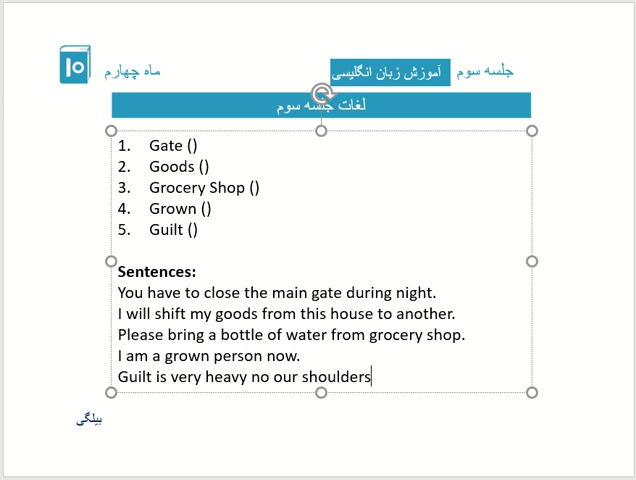 جلسه سوم
آموزش زبان انگلیسی
ماه چهارم
10
لغات جلسه سوم
1. Gate ()
2. Goods ()
3. Grocery Shop ()
4. Grown ()
5. Guilt ()
Sentences:
You have to close the main gate during night.
I will shift my goods from this house to another.
Please bring a bottle of water from grocery shop.
I am a grown person now.
Guilt is very heavy no our shoulders
بیلگی